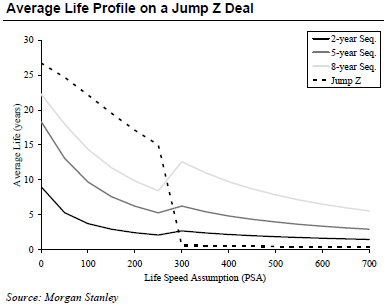 Average Life Profile on a Jump Z Deal
2-year Seq.
5-year Seq.
8-year Seq.
Jump Z
Average Life (years)
30
25
20
15
10
5
0
0 100 200 300 400 500 600 700
Life Speed Assumption (PSA)
Source: Morgan Stanley